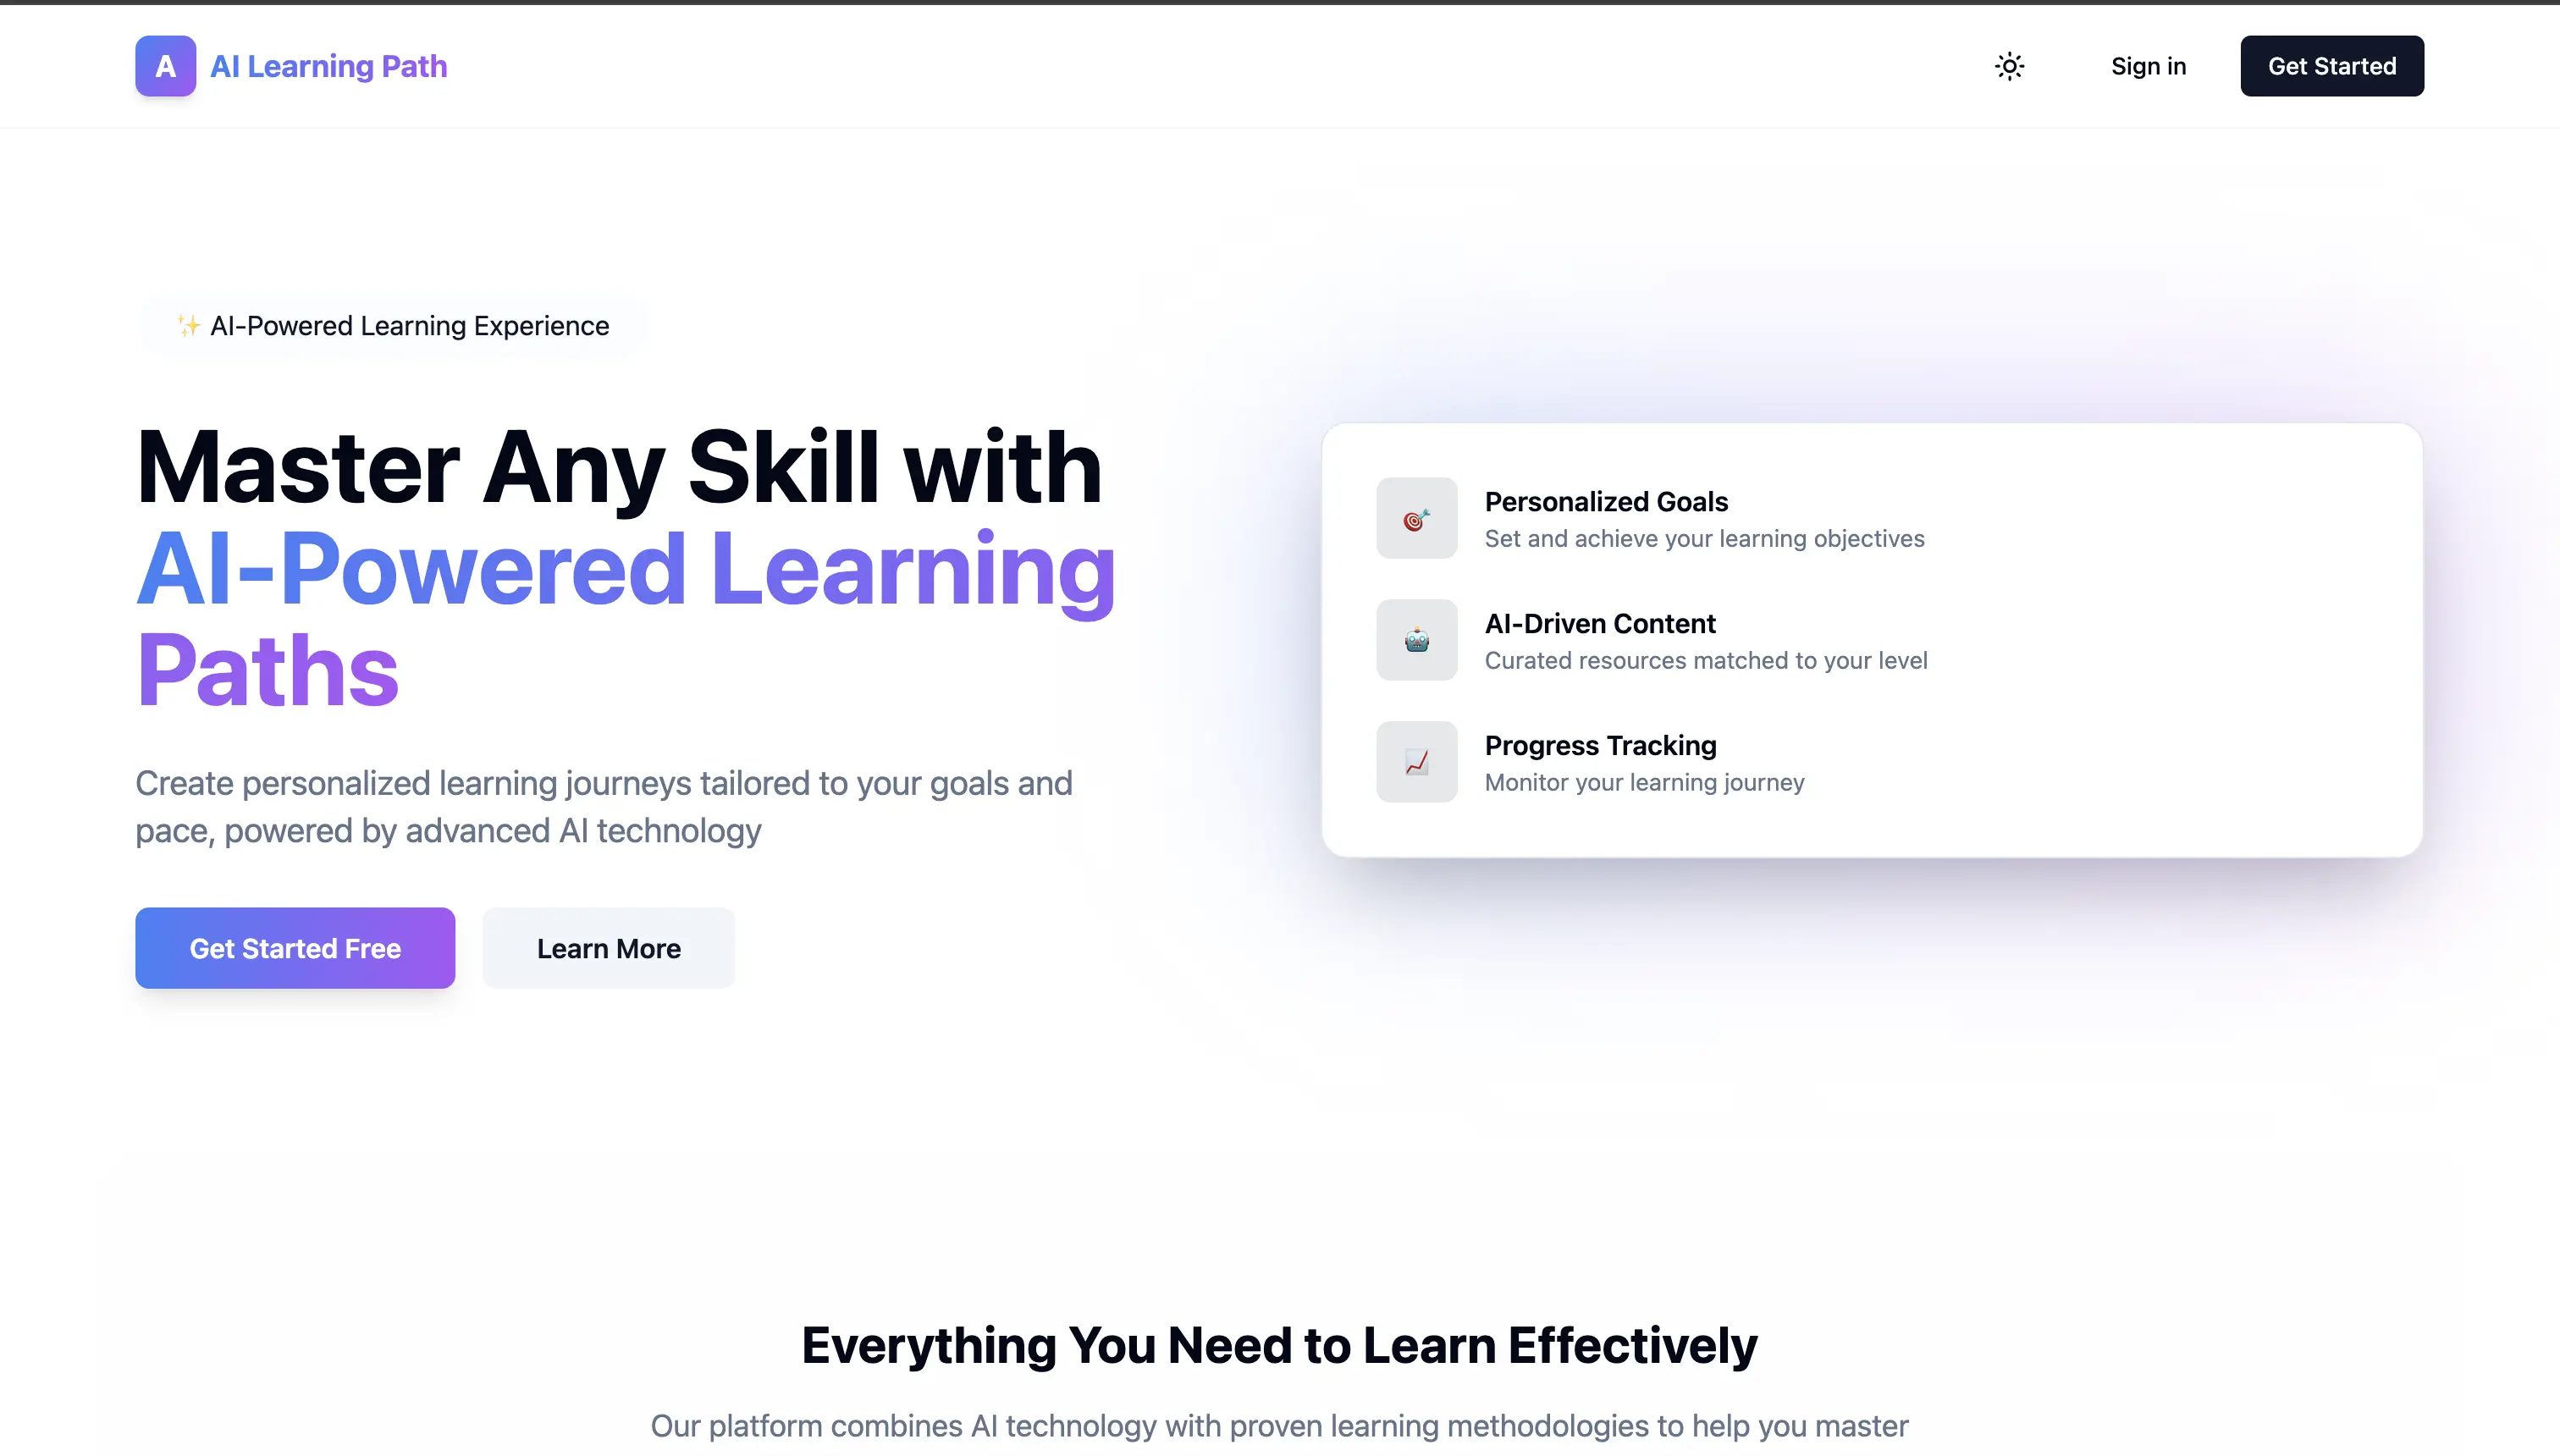 A
AI Learning Path
Sign in
Get Started
✨ AI-Powered Learning Experience
Master Any Skill with
AI-Powered Learning
Paths
Create personalized learning journeys tailored to your goals and
pace, powered by advanced AI technology
Get Started Free
Learn More
Personalized Goals
Set and achieve your learning objectives
AI-Driven Content
Curated resources matched to your level
Progress Tracking
Monitor your learning journey
Everything You Need to Learn Effectively
Our platform combines AI technology with proven learning methodologies to help you master